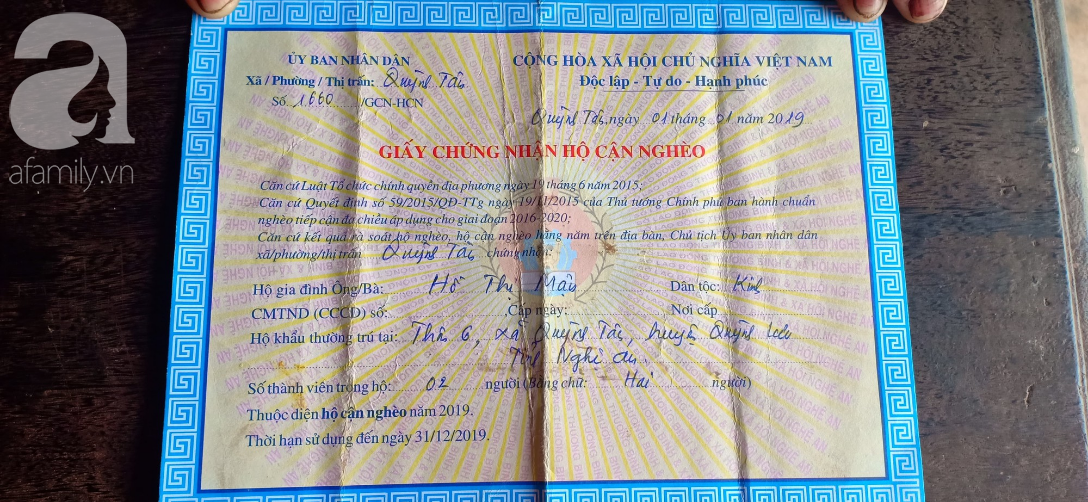 ỦY BAN NHÂN DÂN
CỘNG HÒA XÃ HỘI CHỦ NGHĨA VIỆT NAM
Xã / Phường / Thị trấn: Quỳnh Tân
Độc lập - Tự do - Hạnh phúc
Số: 1660 /GCN-HCN
Quỳnh Tân, ngày 01 tháng 01 năm 2019
GIẤY CHỨNG NHẬN HỘ CẬN NGHÈO
Căn cứ Luật Tổ chức chính quyền địa phương ngày 19 tháng 6 năm 2015;
Căn cứ Quyết định số 59/2015/QĐ-TTg ngày 19/11/2015 của Thủ tướng Chính phủ ban hành chuẩn
nghèo tiếp cận đa chiều áp dụng cho giai đoạn 2016-2020;
Căn cứ kết quả rà soát hộ nghèo, hộ cận nghèo hằng năm trên địa bàn, Chủ tịch Ủy ban nhân dân
xã/phường/thị trấn Quỳnh Tân chứng nhận:
Hộ gia đình Ông/Bà: Hồ Thị Mận Dân tộc: Kinh
CMTND (CCCD) số: Cấp ngày: Nơi cấp
Hộ khẩu thường trú tại: Thôn 6, xã Quỳnh Tân, huyện Quỳnh Lưu
Tỉnh Nghệ an.
Số thành viên trong hộ: 02 người (Bằng chữ: Hai người)
Thuộc diện hộ cận nghèo năm 2019.
Thời hạn sử dụng đến ngày 31/12/2019.
a
afamily.vn